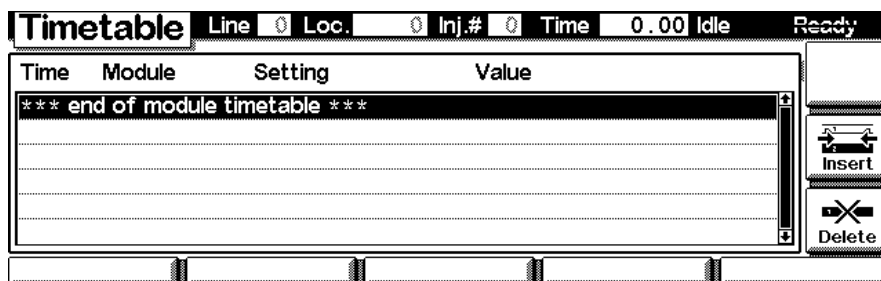 Timetable Line 0 Loc. 0 Inj.# 0 Time 0.00 Idle Ready
Time Module Setting Value
*** end of module timetable ***
Insert
Delete